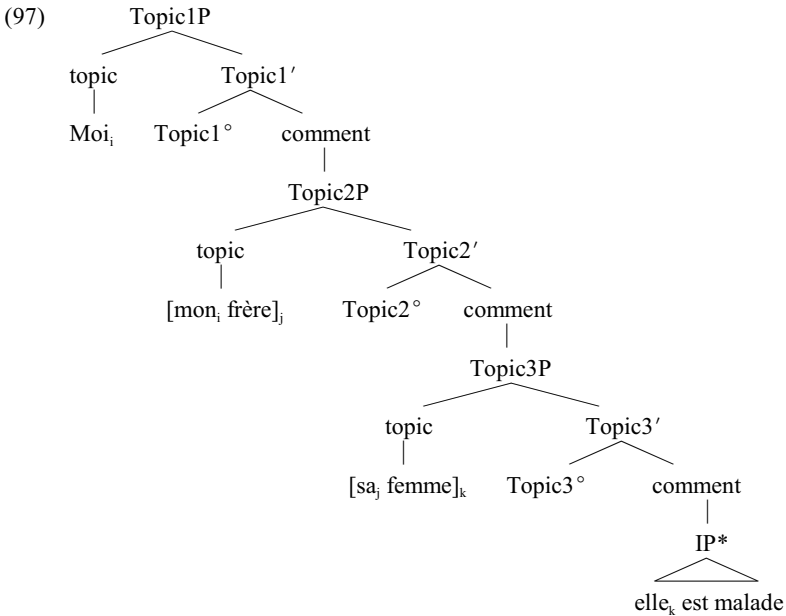 (97) Topic1P
topic Topic1′
Moiᵢ Topic1° comment
Topic2P
topic Topic2′
[monᵢ frère]ⱼ Topic2° comment
Topic3P
topic Topic3′
[saⱼ femme]ₖ Topic3° comment
IP*
elleₖ est malade